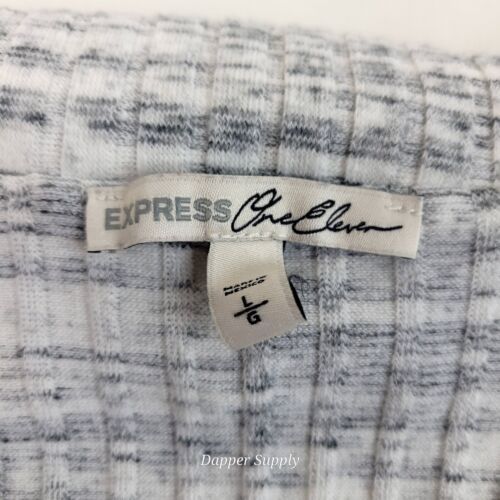 EXPRESS One Eleven
MADE IN
MEXICO
L/G
Dapper Supply